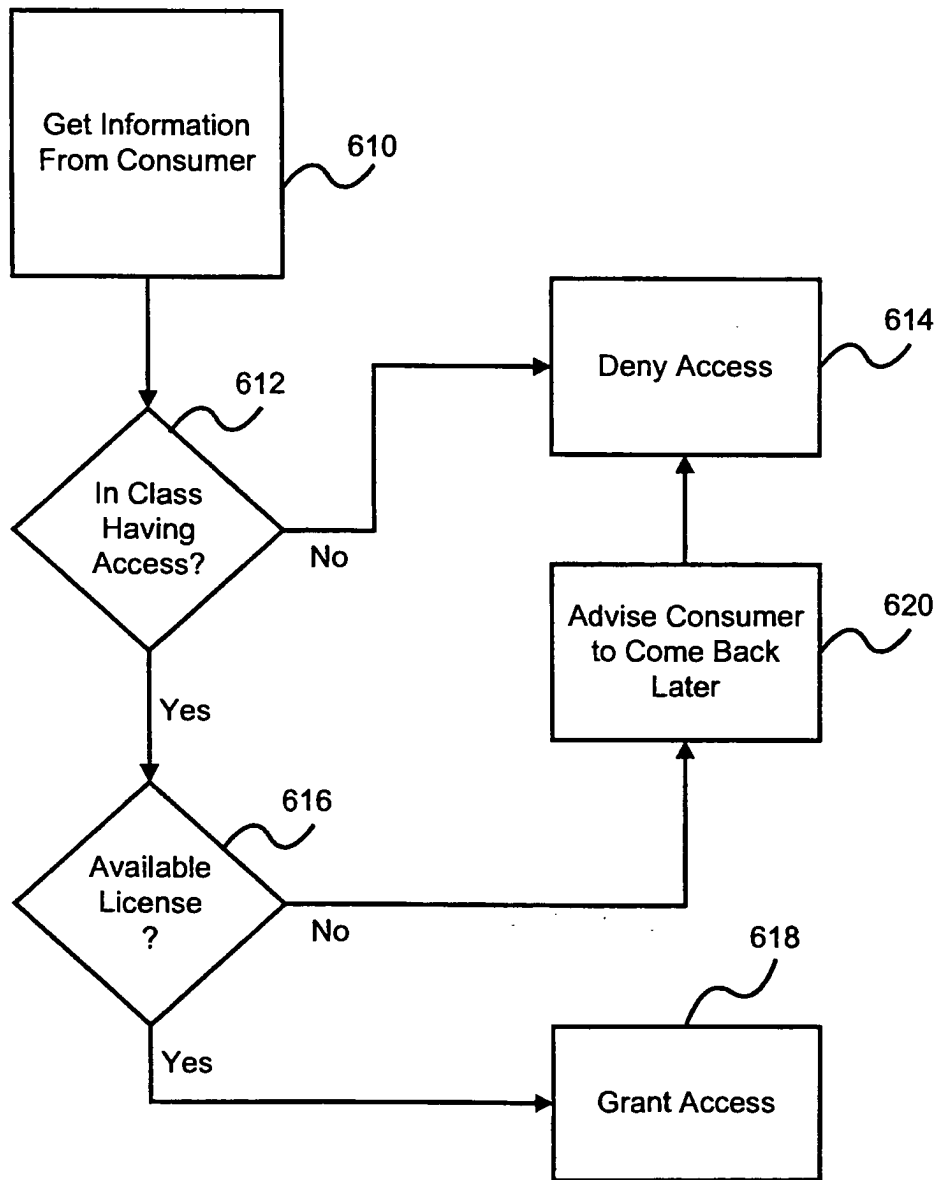 Get Information
From Consumer
610
614
Deny Access
612
In Class
Having
Access?
No
620
Advise Consumer
to Come Back
Later
Yes
616
Available
License
?
No
618
Yes
Grant Access